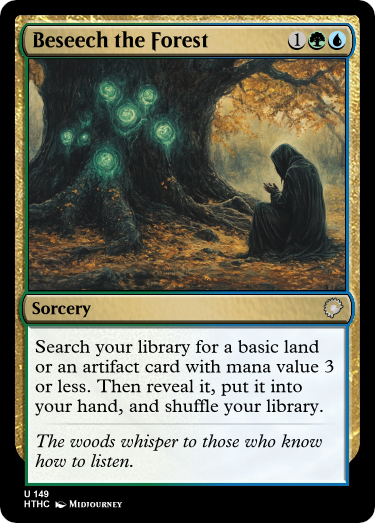 Beseech the Forest 1
Sorcery
Search your library for a basic land
or an artifact card with mana value 3
or less. Then reveal it, put it into
your hand, and shuffle your library.
The woods whisper to those who know
how to listen.
U 149
HTHC Midjourney